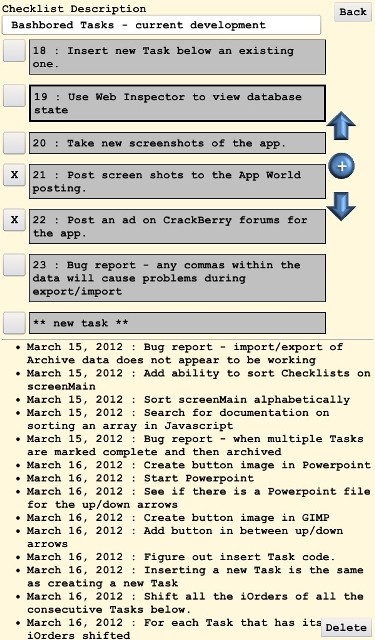 Checklist Description
Back
Bashbored Tasks - current development
18 : Insert new Task below an existing
one.
19 : Use Web Inspector to view database
state
20 : Take new screenshots of the app.
X
21 : Post screen shots to the App World
posting.
X
22 : Post an ad on CrackBerry forums for
the app.
23 : Bug report - any commas within the
data will cause problems during
export/import
** new task **
• March 15, 2012 : Bug report - import/export of
Archive data does not appear to be working
• March 15, 2012 : Add ability to sort Checklists on
screenMain
• March 15, 2012 : Sort screenMain alphabetically
• March 15, 2012 : Search for documentation on
sorting an array in Javascript
• March 15, 2012 : Bug report - when multiple Tasks
are marked complete and then archived
• March 16, 2012 : Create button image in Powerpoint
• March 16, 2012 : Start Powerpoint
• March 16, 2012 : See if there is a Powerpoint file
for the up/down arrows
• March 16, 2012 : Create button image in GIMP
• March 16, 2012 : Add button in between up/down
arrows
• March 16, 2012 : Figure out insert Task code.
• March 16, 2012 : Inserting a new Task is the same
as creating a new Task
• March 16, 2012 : Shift all the iOrders of all the
consecutive Tasks below.
• March 16, 2012 : For each Task that has its
iOrders shifted
Delete